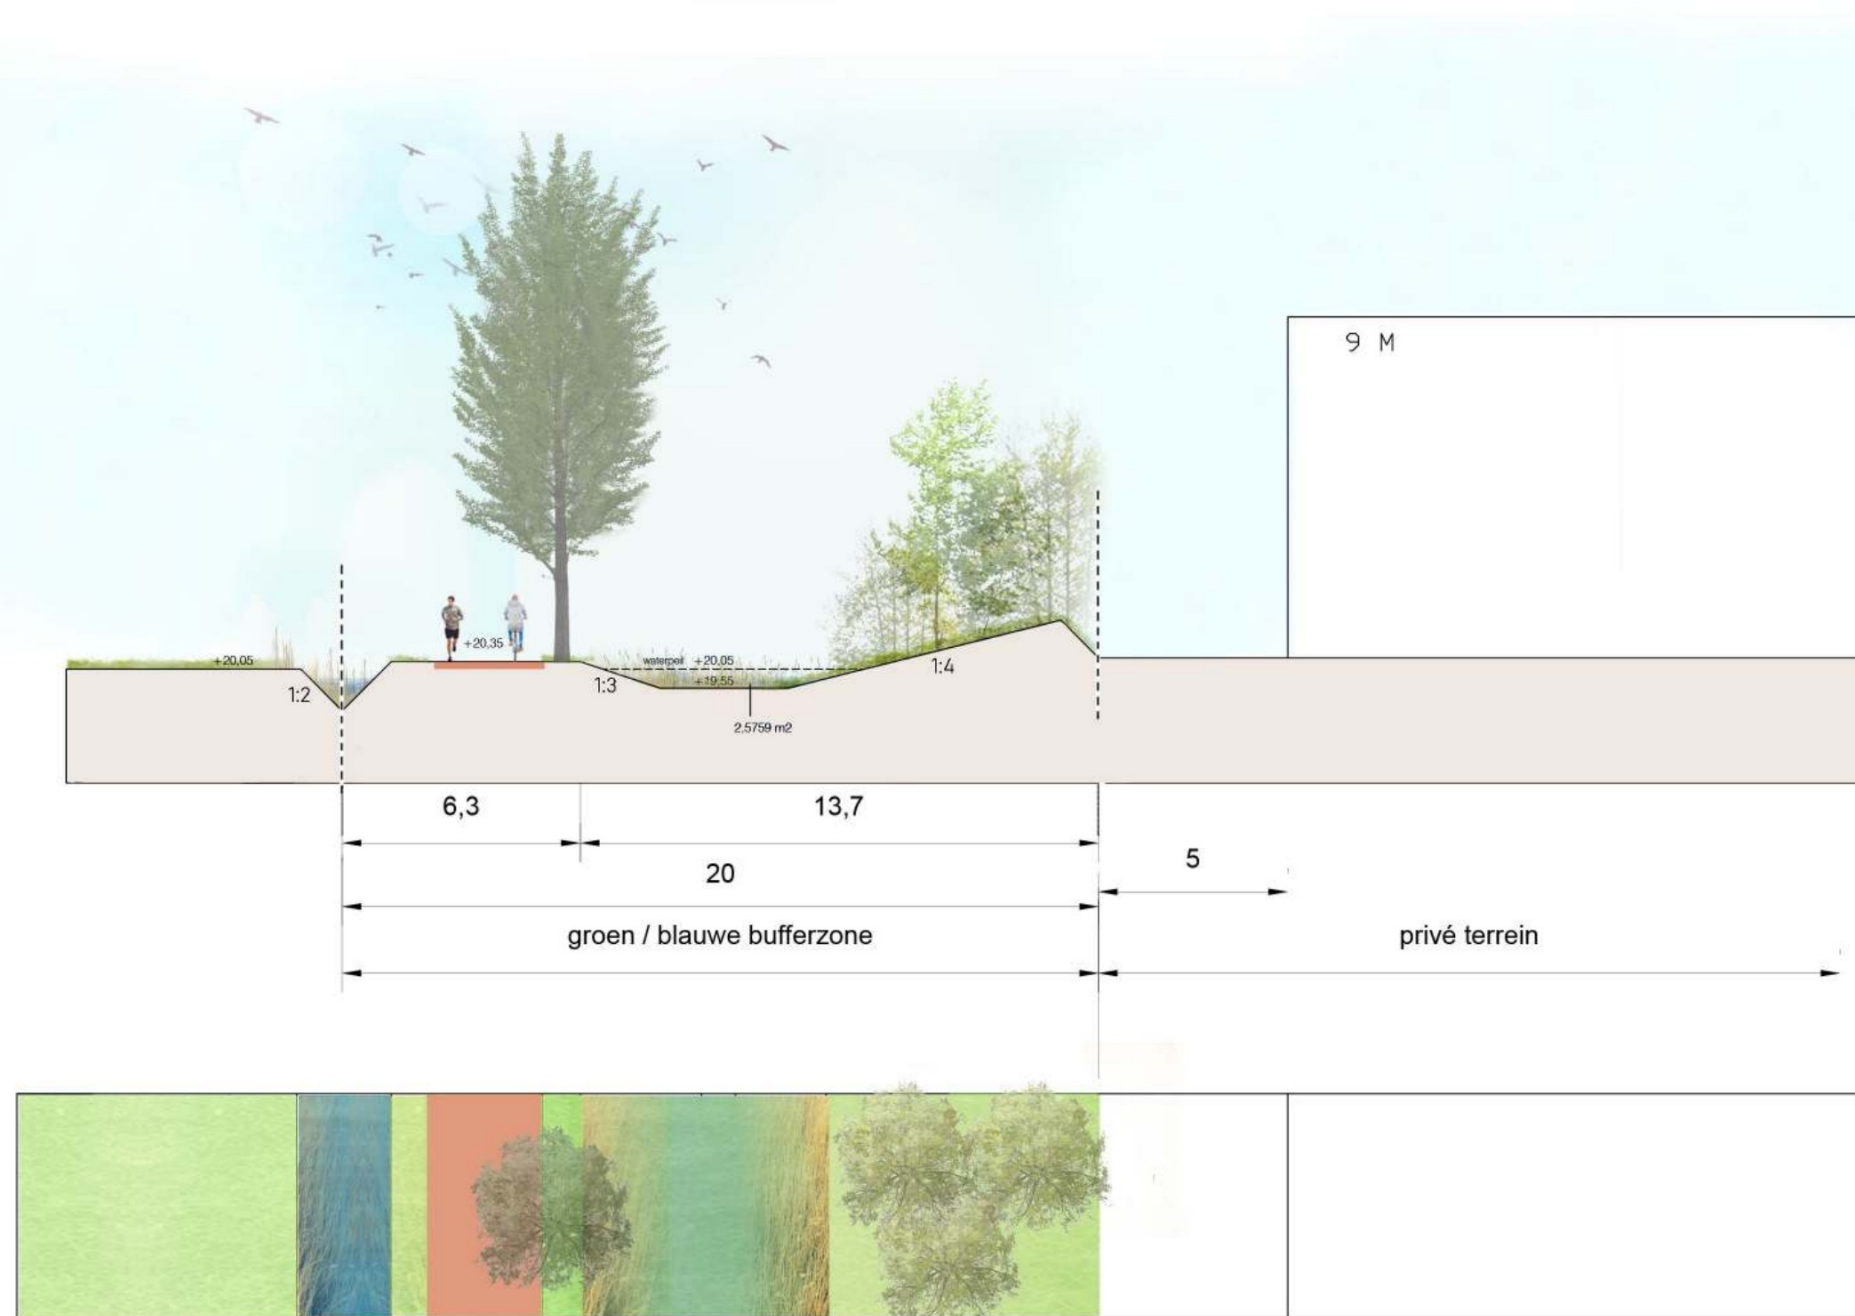 9 M
+20,35
+20,05
waterpeil +20,05
1:2
1:3
+19,55
1:4
2,5759 m2
6,3
13,7
5
20
groen / blauwe bufferzone
privé terrein